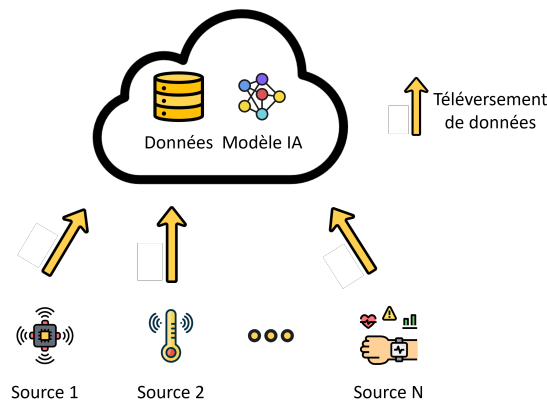 Données Modèle IA
Téléversement
de données
Source 1
Source 2
Source N